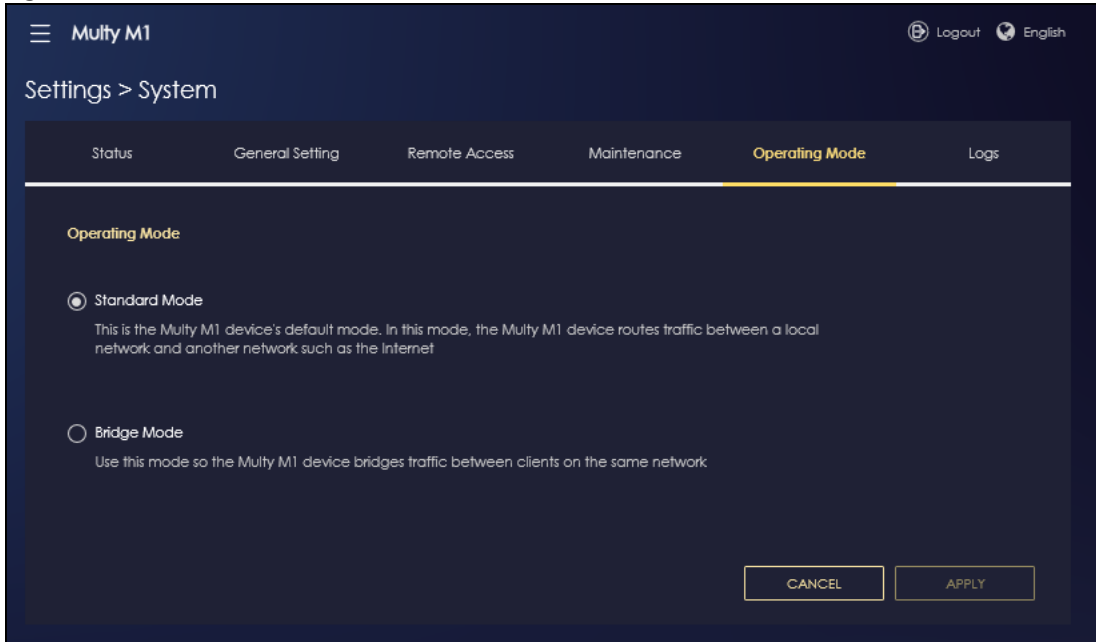 Multy M1
Logout English
Settings > System
Status General Setting Remote Access Maintenance Operating Mode Logs
Operating Mode
Standard Mode
This is the Multy M1 device's default mode. In this mode, the Multy M1 device routes traffic between a local
network and another network such as the Internet
Bridge Mode
Use this mode so the Multy M1 device bridges traffic between clients on the same network
CANCEL APPLY